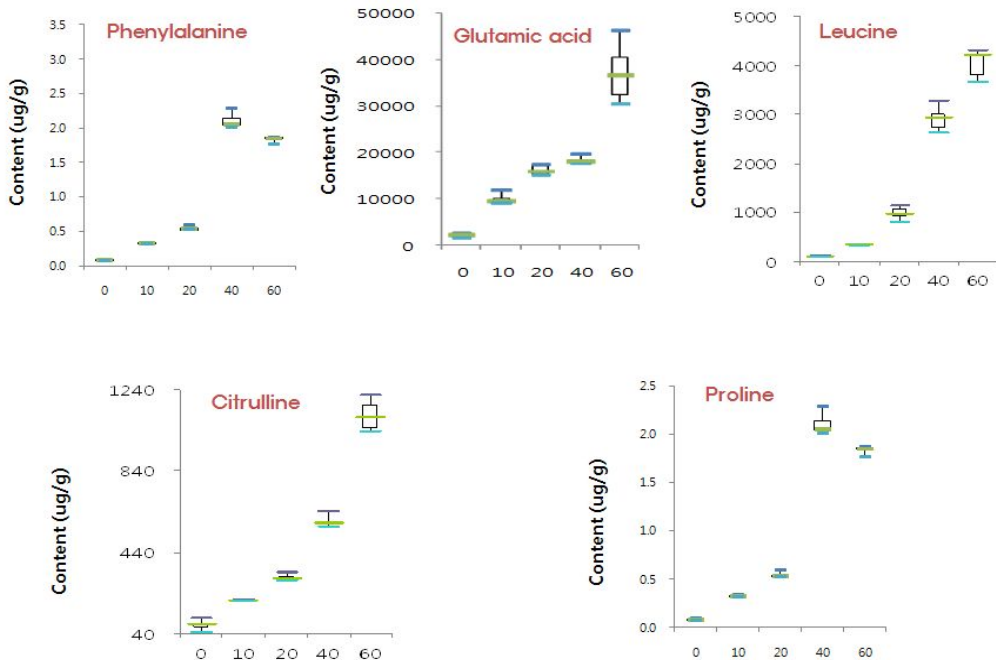 Phenylalanine
Content (ug/g)
3.5
3.0
2.5
2.0
1.5
1.0
0.5
0.0
0 10 20 40 60
Glutamic acid
Content (ug/g)
50000
40000
30000
20000
10000
0
0 10 20 40 60
Leucine
Content (ug/g)
5000
4000
3000
2000
1000
0
0 10 20 40 60
Citrulline
Content (ug/g)
1240
840
440
40
0 10 20 40 60
Proline
Content (ug/g)
2.5
2.0
1.5
1.0
0.5
0.0
0 10 20 40 60